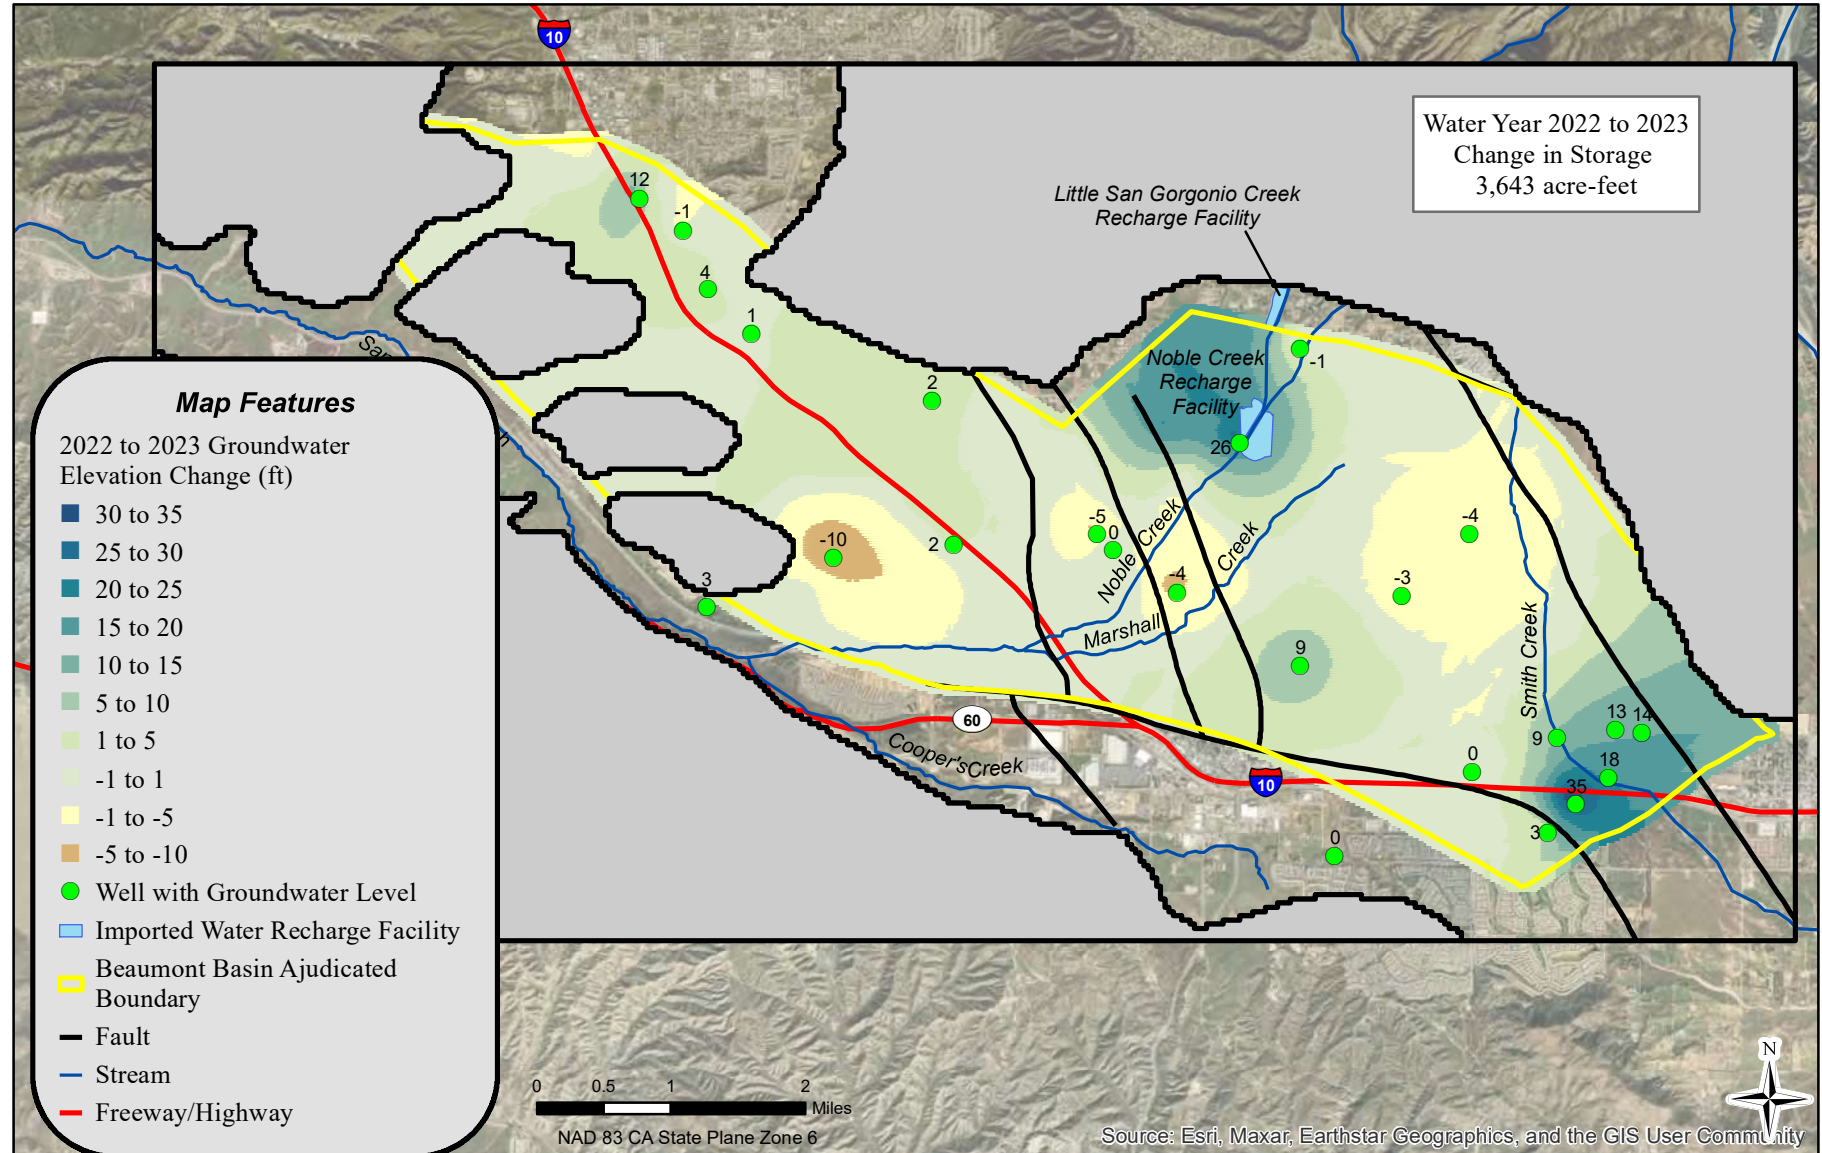 10
Water Year 2022 to 2023
Change in Storage
3,643 acre-feet
12
-1
Little San Gorgonio Creek
Recharge Facility
4
1
Noble Creek
Recharge
Facility
-1
2
26
San
Map Features
2022 to 2023 Groundwater
Elevation Change (ft)
30 to 35
25 to 30
20 to 25
15 to 20
10 to 15
5 to 10
1 to 5
-1 to 1
-1 to -5
-5 to -10
Well with Groundwater Level
Imported Water Recharge Facility
Beaumont Basin Ajudicated
Boundary
Fault
Stream
Freeway/Highway
-10
2
3
-5
0
-4
Noble Creek
Marshall Creek
-4
-3
9
Smith Creek
60
Cooper'sCreek
10
0
9
13
14
18
35
3
0
0 0.5 1 2
Miles
NAD 83 CA State Plane Zone 6
N
Source: Esri, Maxar, Earthstar Geographics, and the GIS User Community